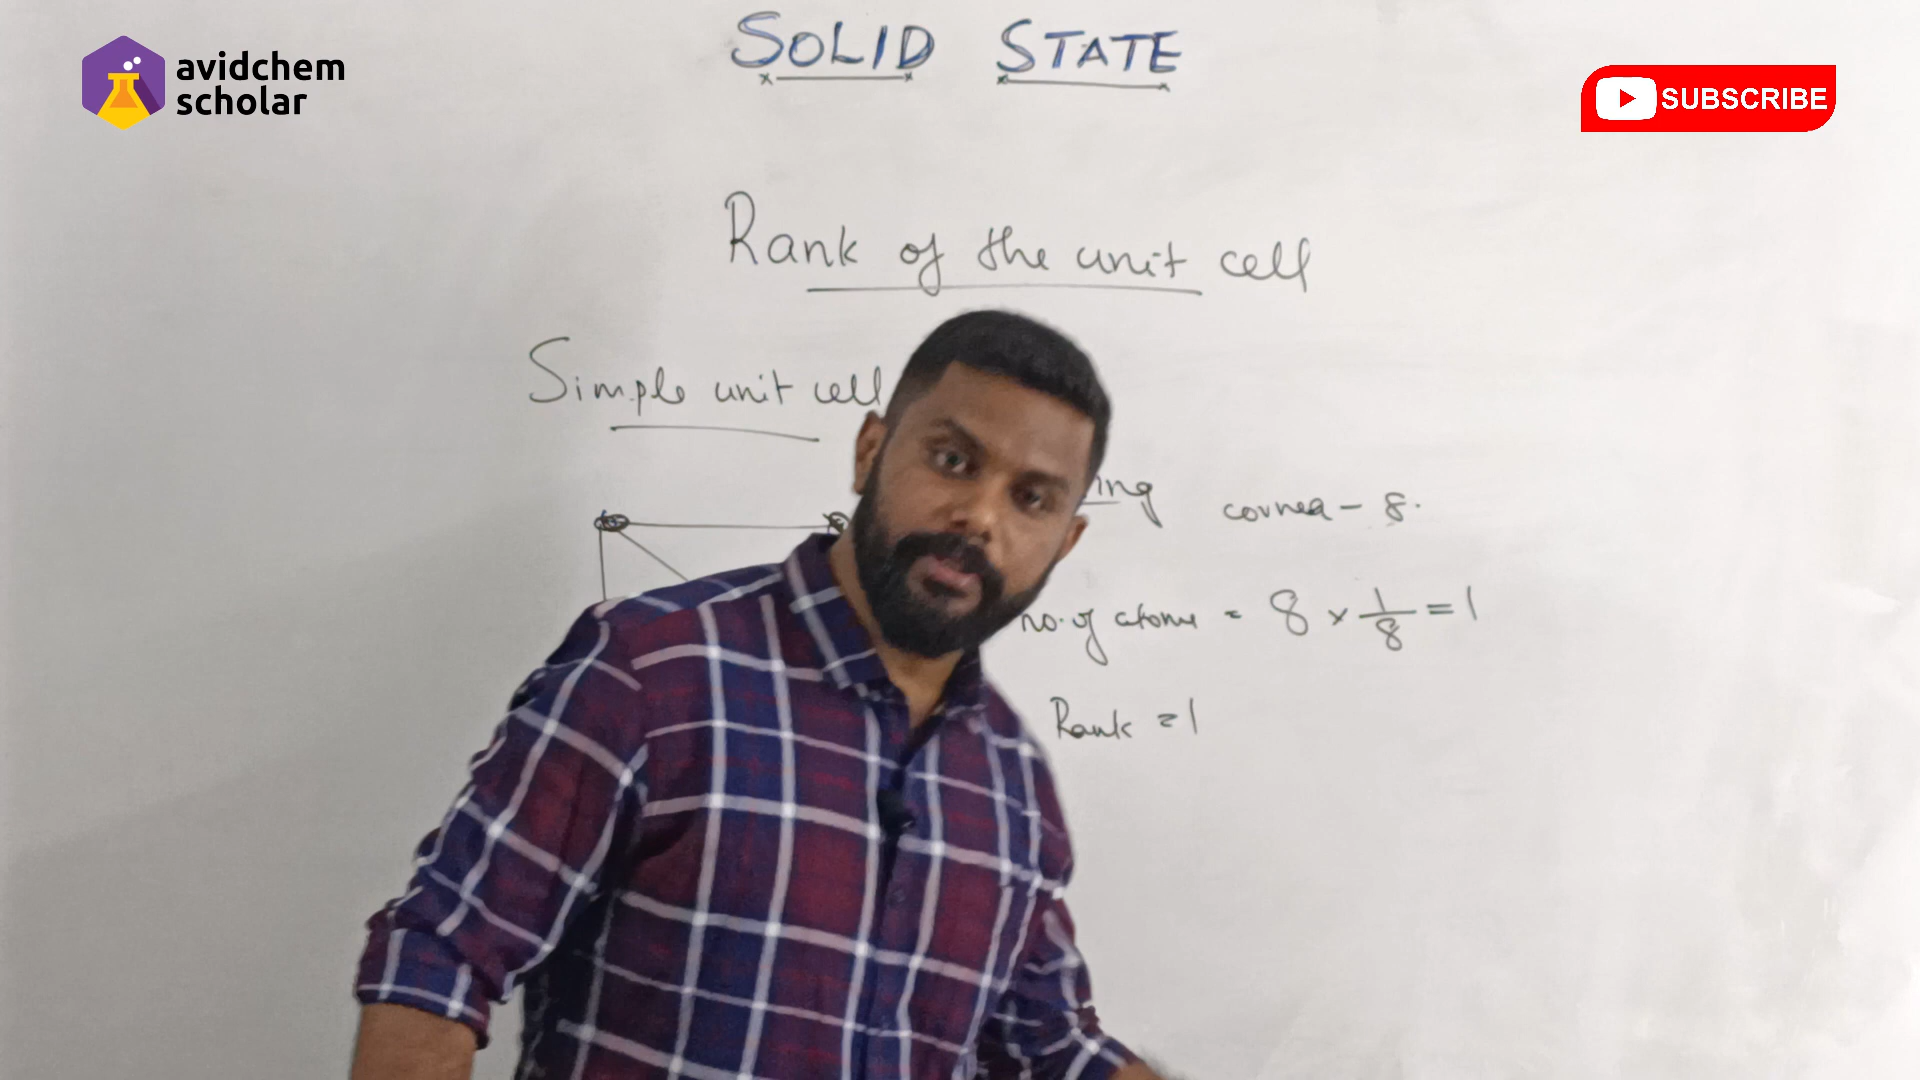 avidchem
scholar
SOLID STATE
SUBSCRIBE
Rank of the unit cell
Simple unit cell
corner - 8.
no. of atoms = 8 × 1/8 = 1
Rank = 1